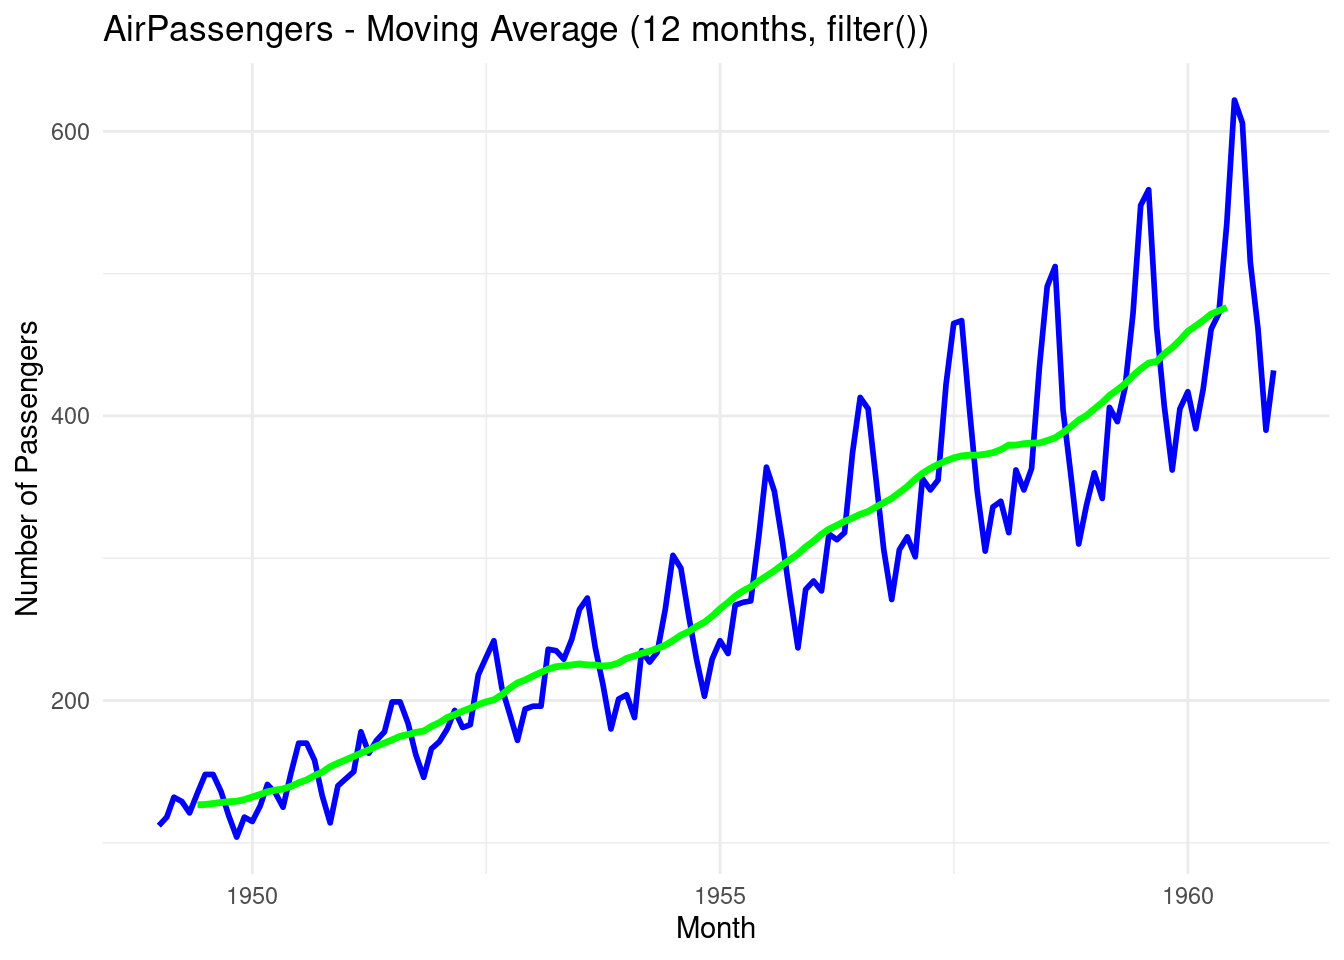 AirPassengers - Moving Average (12 months, filter())
Number of Passengers
600
400
200
1950
1955
1960
Month